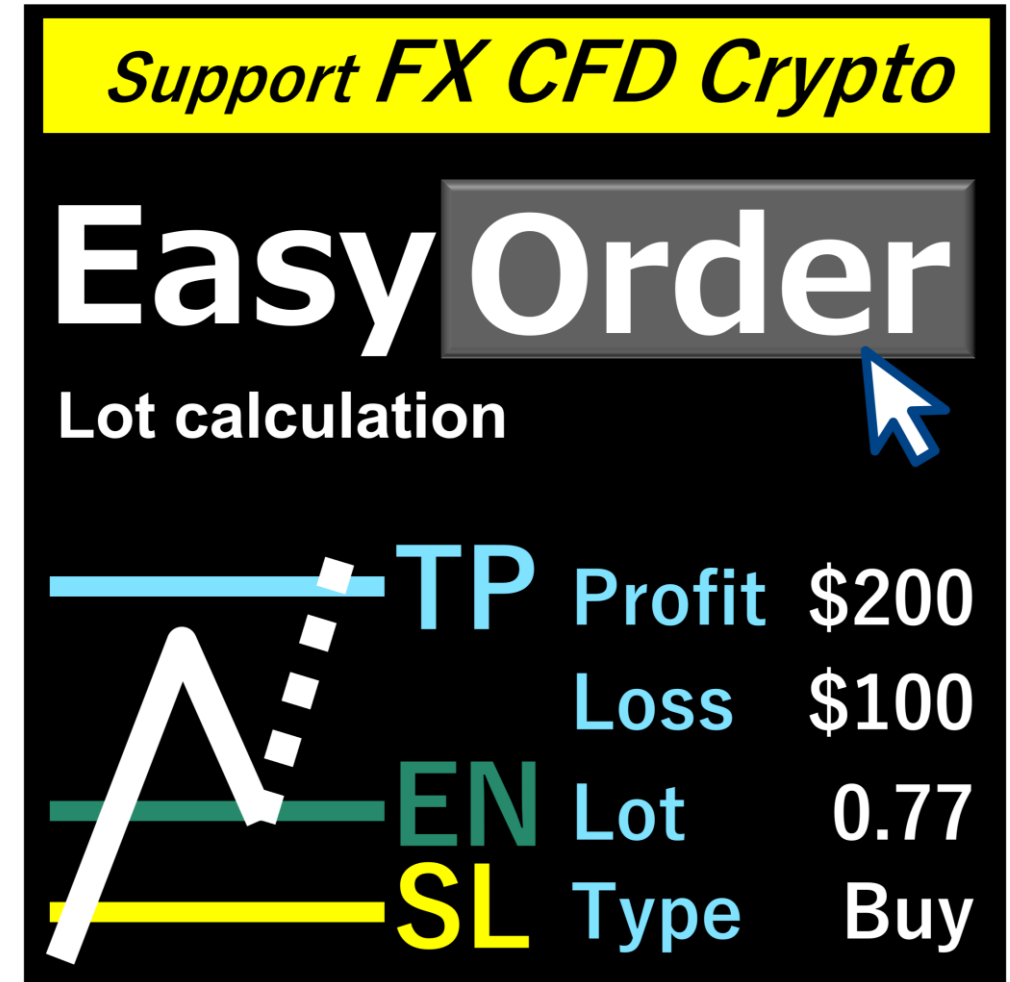 Support FX CFD Crypto
Easy Order
Lot calculation
TP Profit $200
Loss $100
EN Lot 0.77
SL Type Buy